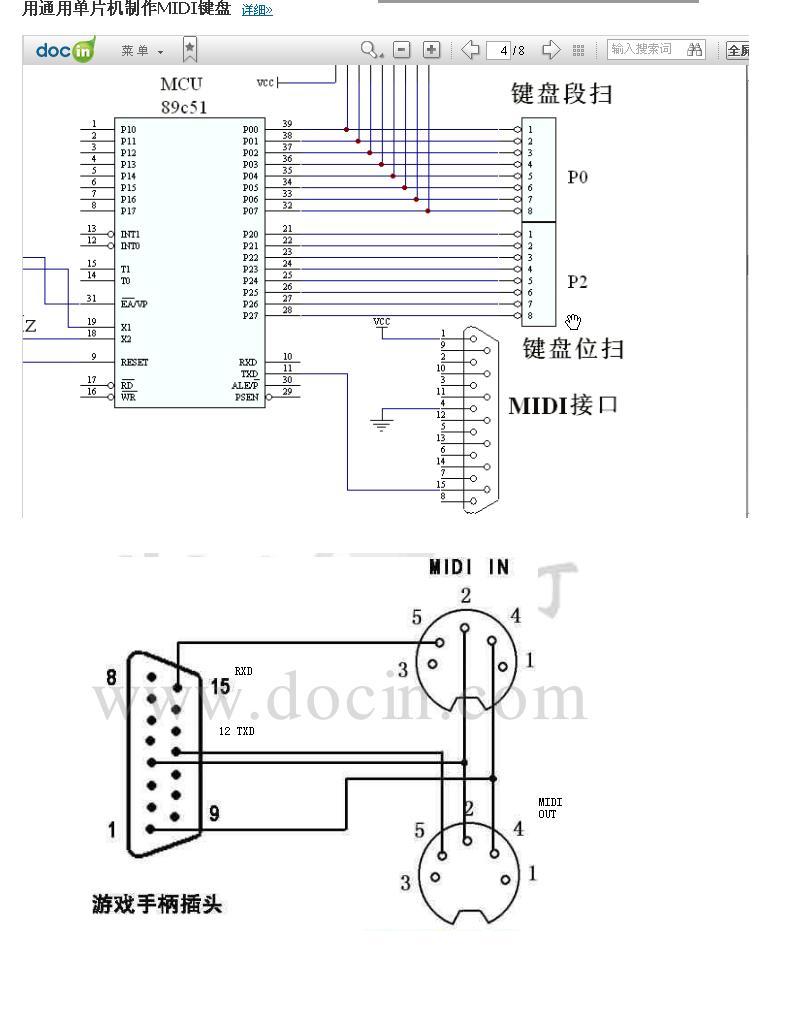 用通用单片机制作MIDI键盘 详细»
docin 菜单 4 /8 输入搜索词 全屏
MCU
89c51
VCC
键盘段扫
1 P10 P00 39 1
2 P11 P01 38 2
3 P12 P02 37 3
4 P13 P03 36 4
5 P14 P04 35 5
6 P15 P05 34 6
7 P16 P06 33 7
8 P17 P07 32 8
P0
13 INT1 P20 21 1
12 INT0 P21 22 2
P22 23 3
15 T1 P23 24 4
14 T0 P24 25 5
P25 26 6
31 EA/VP P26 27 7
P27 28 8
P2
19 X1
Z 18 X2
VCC
键盘位扫
9 RESET RXD 10
TXD 11
17 RD ALE/P 30
16 WR PSEN 29
1
9
2
10
3
11
4
12
5
13
6
14
7
15
8
MIDI接口
MIDI IN
2
5 4
3 1
8
15 RXD
12 TXD
www.docin.com
1 9
MIDI
OUT
2
5 4
3 1
游戏手柄插头